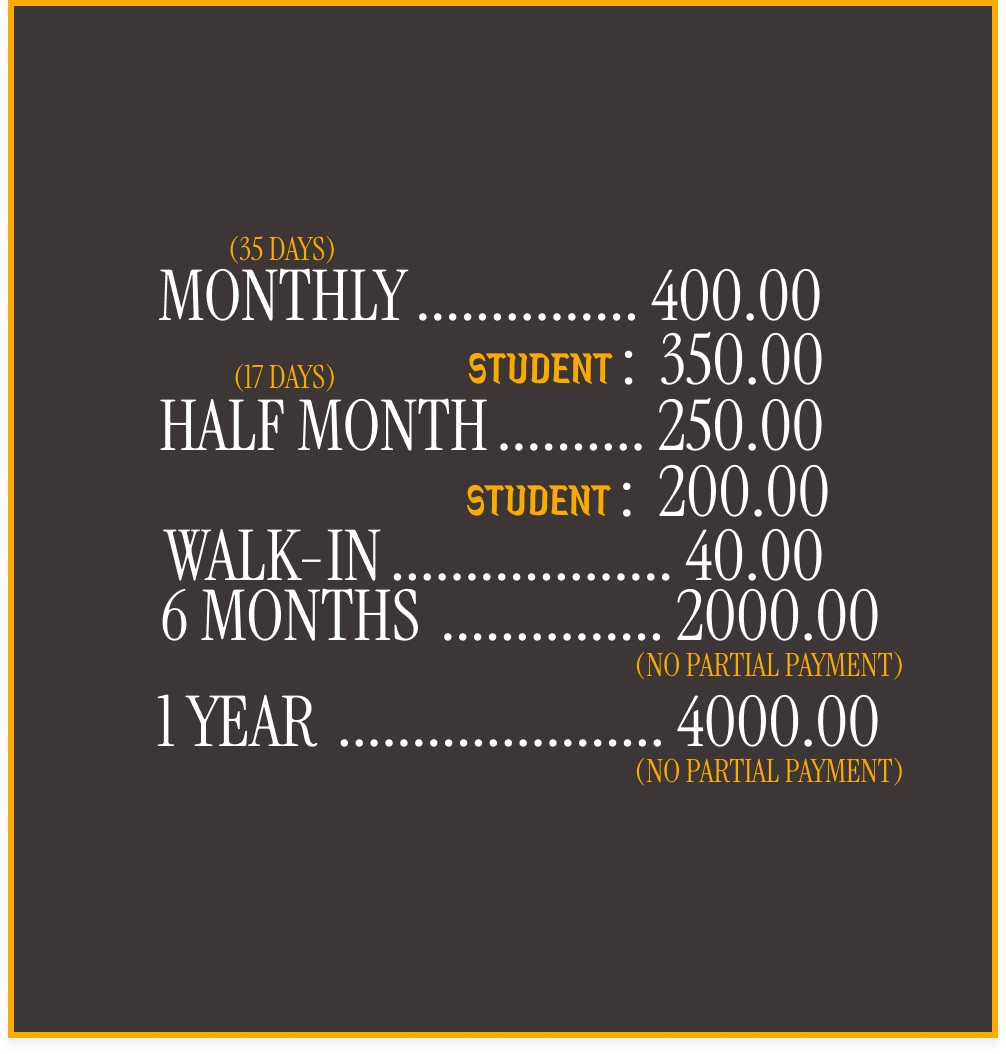 (35 DAYS)
MONTHLY ............... 400.00
STUDENT : 350.00
(17 DAYS)
HALF MONTH .......... 250.00
STUDENT : 200.00
WALK-IN ................... 40.00
6 MONTHS ............... 2000.00
(NO PARTIAL PAYMENT)
1 YEAR ...................... 4000.00
(NO PARTIAL PAYMENT)